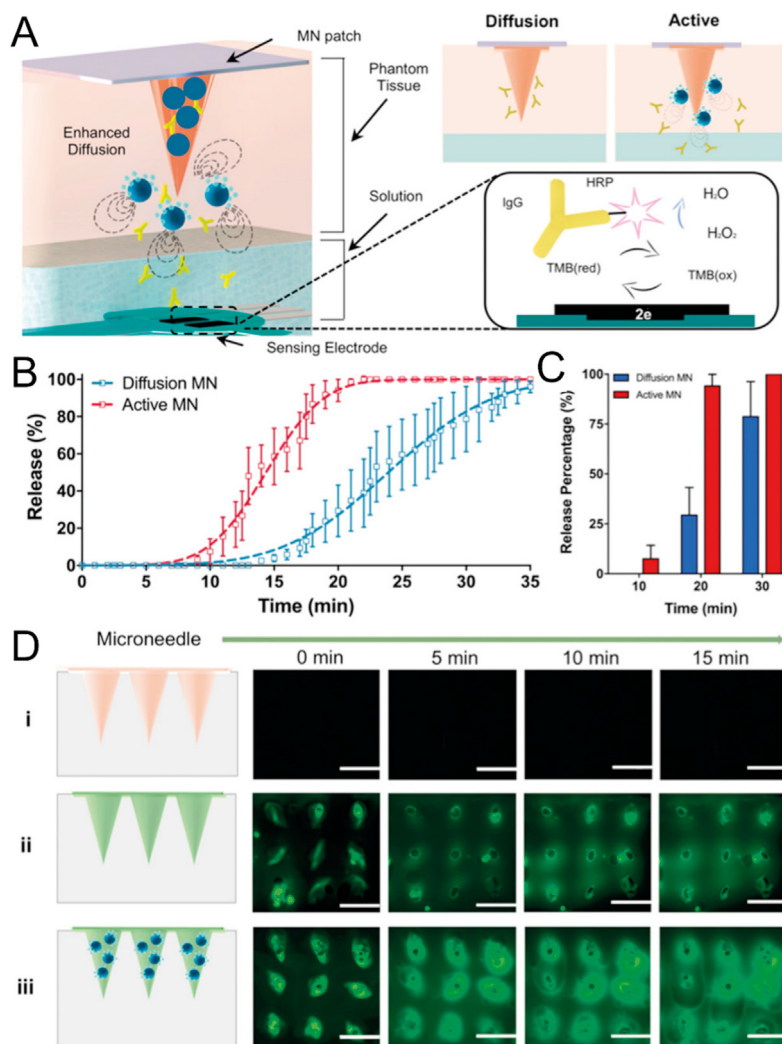 A
MN patch
Phantom
Tissue
Enhanced
Diffusion
Solution
Sensing Electrode
Diffusion
Active
IgG
HRP
H₂O
H₂O₂
TMB(red)
TMB(ox)
2e
B
Diffusion MN
Active MN
Release (%)
100
80
60
40
20
0
0 5 10 15 20 25 30 35
Time (min)
C
Diffusion MN
Active MN
Release Percentage (%)
100
75
50
25
0
10 20 30
Time (min)
D
Microneedle
0 min 5 min 10 min 15 min
i
ii
iii